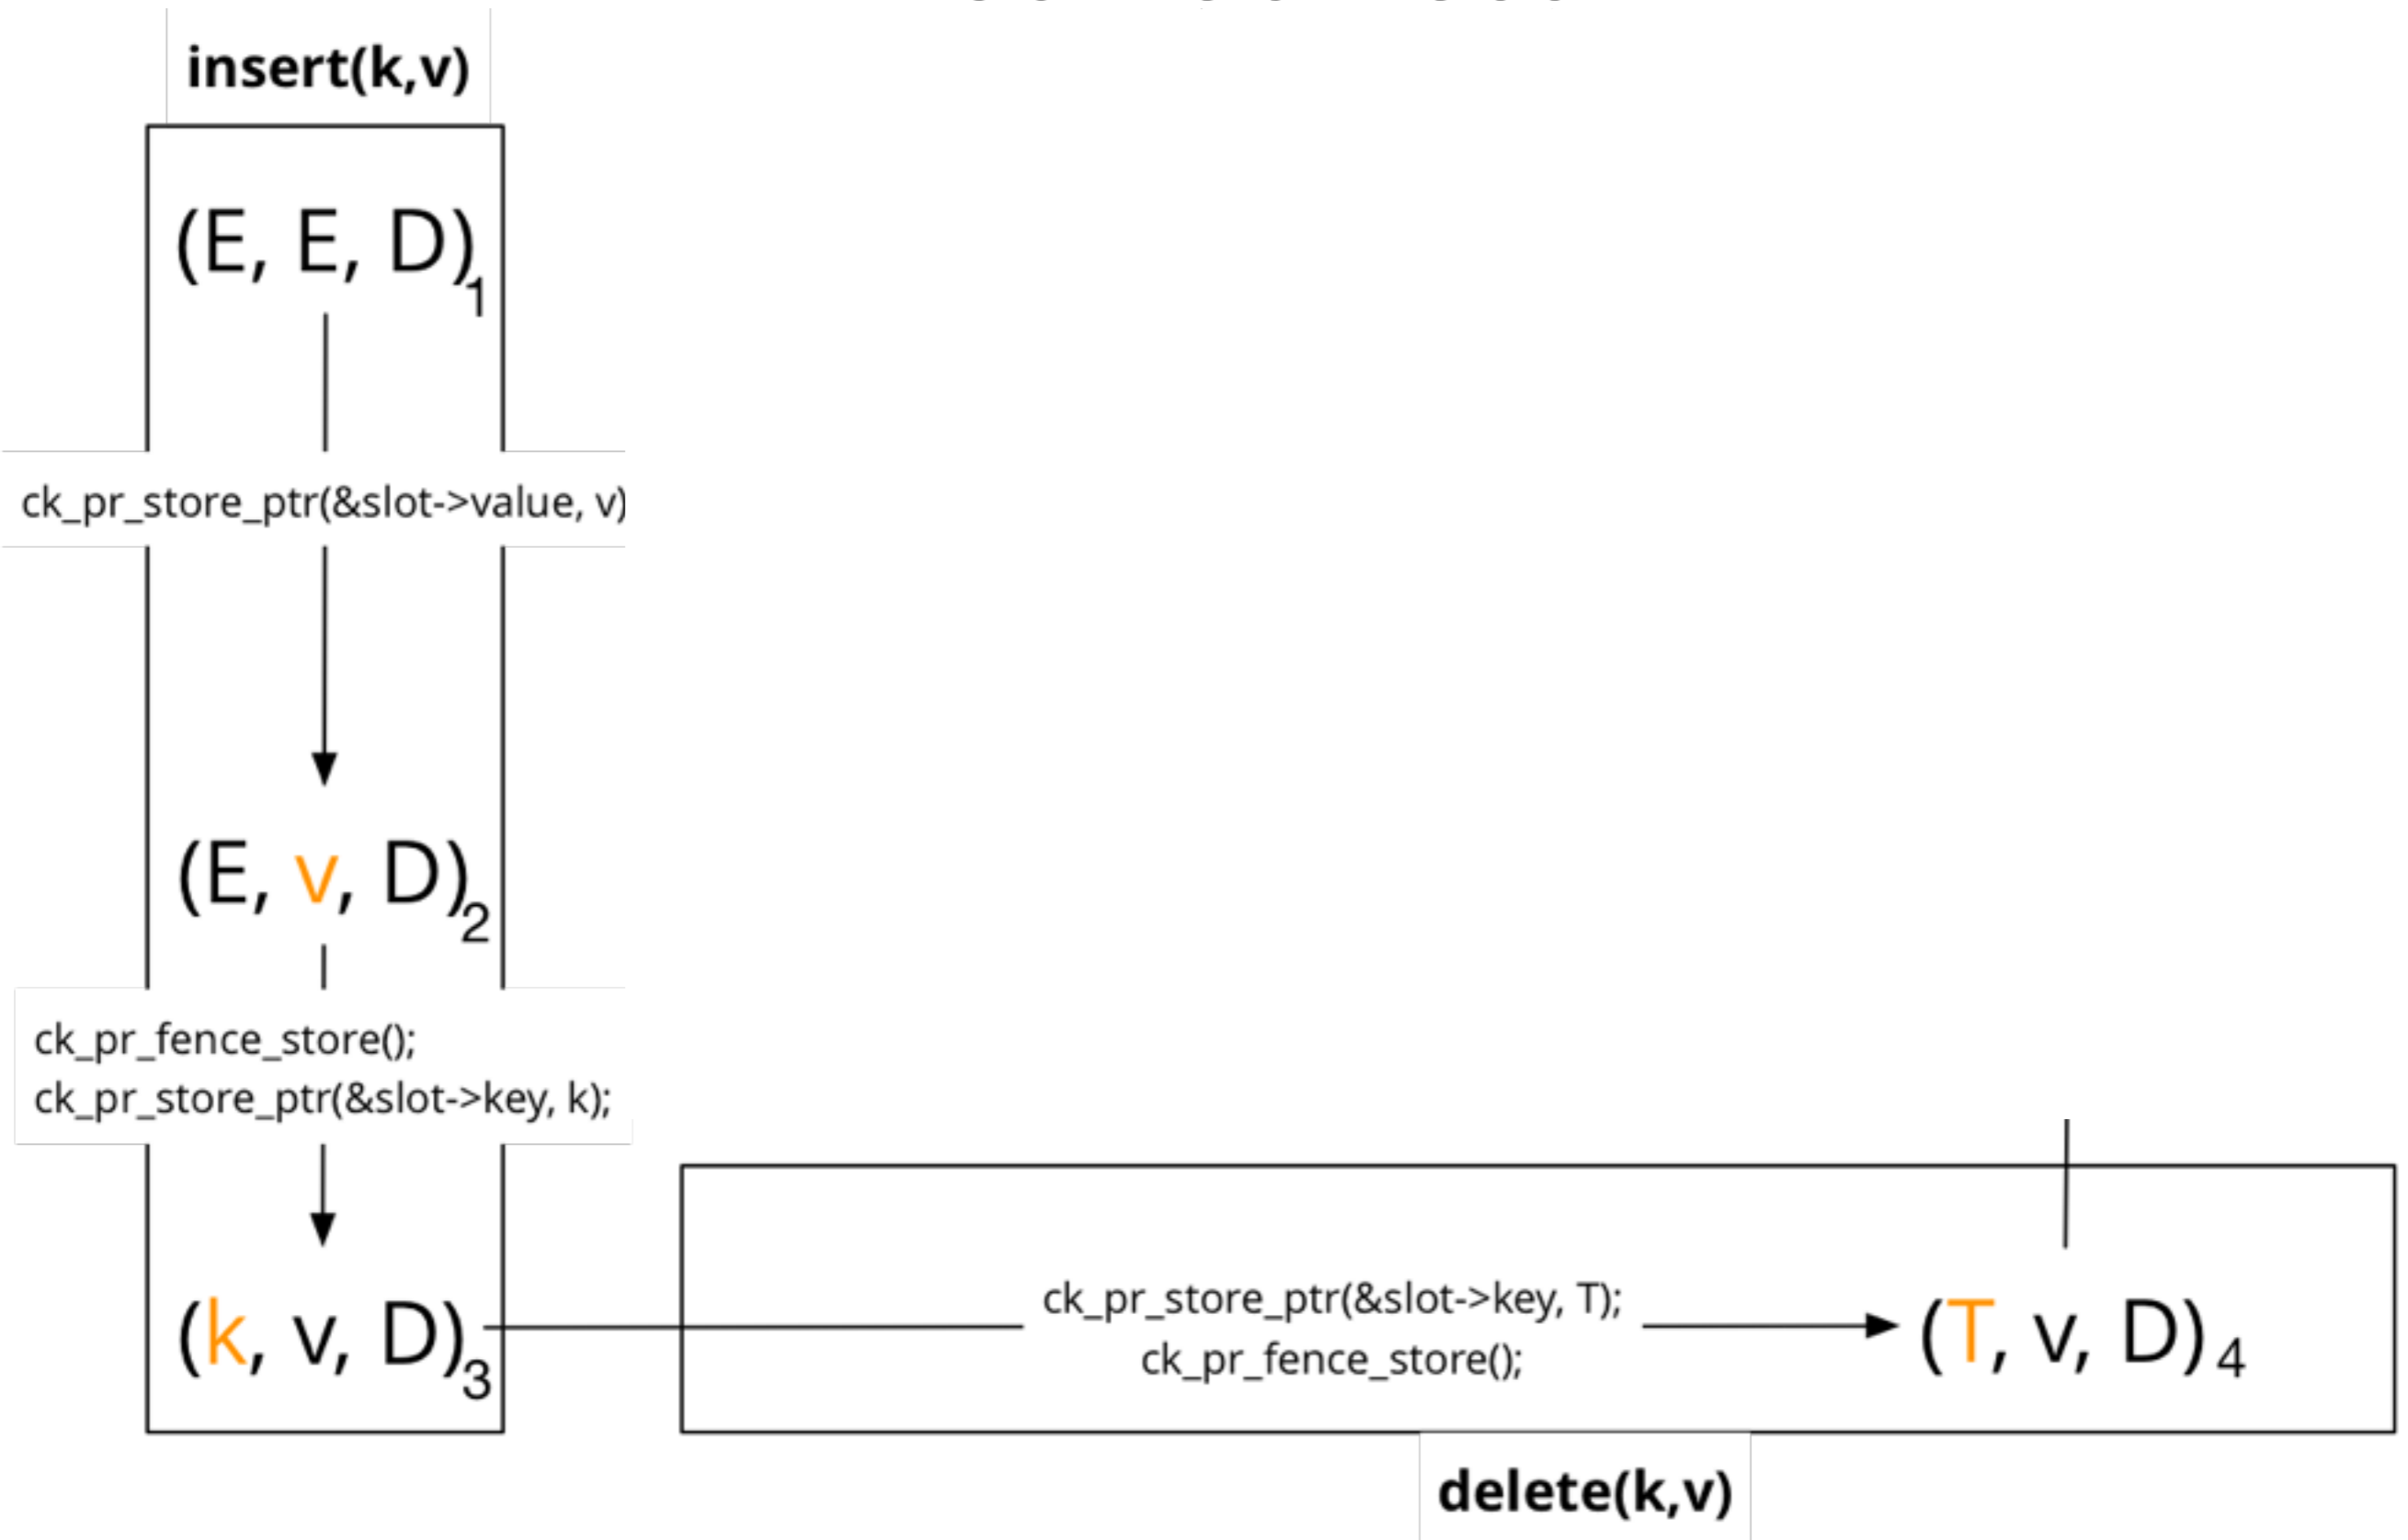 insert(k,v)
(E, E, D)1
ck_pr_store_ptr(&slot->value, v)
(E, v, D)2
ck_pr_fence_store();
ck_pr_store_ptr(&slot->key, k);
(k, v, D)3
ck_pr_store_ptr(&slot->key, T);
ck_pr_fence_store();
(T, v, D)4
delete(k,v)